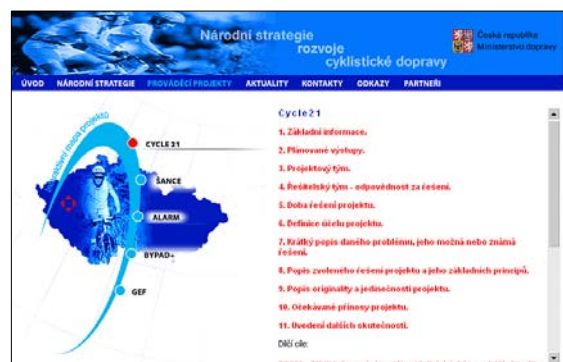 Národní strategie
rozvoje
cyklistické dopravy
Česká republika
Ministerstvo dopravy
ÚVOD NÁRODNÍ STRATEGIE PROVÁDĚCÍ PROJEKTY AKTUALITY KONTAKTY ODKAZY PARTNEŘI
projektů
CYCLE 21
ŠANCE
ALARM
BYPAD+
GEF
Cycle21
1. Základní informace.
2. Plánované výstupy.
3. Projektový tým.
4. Řešitelský tým - odpovědnost za řešení.
5. Doba řešení projektu.
6. Definice účelu projektu.
7. Krátký popis daného problému, jeho možná nebo známá
řešení.
8. Popis zvoleného řešení projektu a jeho základních principů.
9. Popis originality a jedinečnosti projektu.
10. Očekávané přínosy projektu.
11. Uvedení dalších skutečností.
Dílčí cíle: